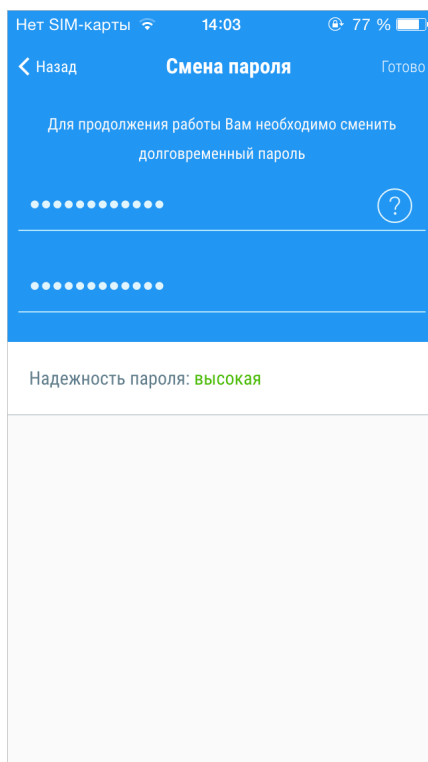 Нет SIM-карты 14:03 77 %
Назад Смена пароля Готово
Для продолжения работы Вам необходимо сменить
долговременный пароль
●●●●●●●●●●●● ?
●●●●●●●●●●●●
Надежность пароля: высокая